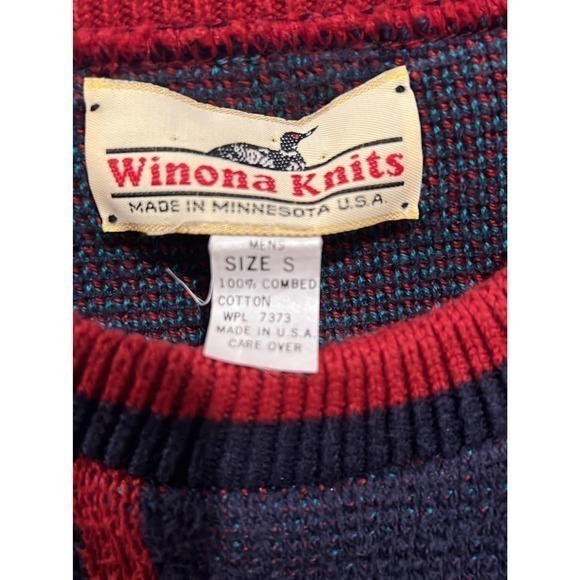 Winona Knits
MADE IN MINNESOTA U.S.A.
MENS
SIZE S
100% COMBED
COTTON
WPL 7373
MADE IN U.S.A.
CARE OVER